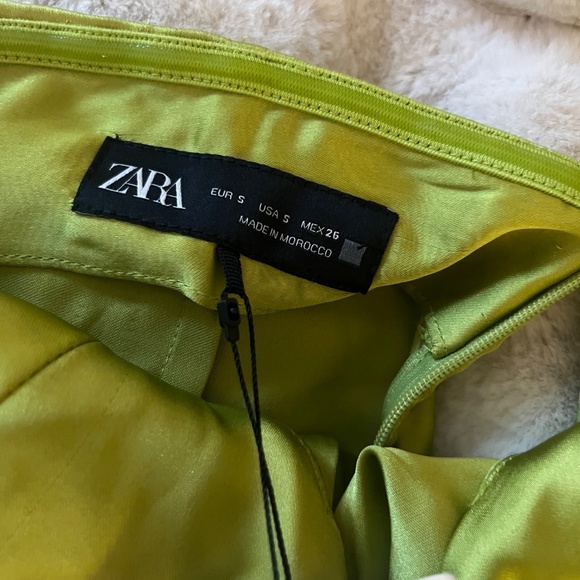 ZARA
EUR S USA S MEX 26
MADE IN MOROCCO